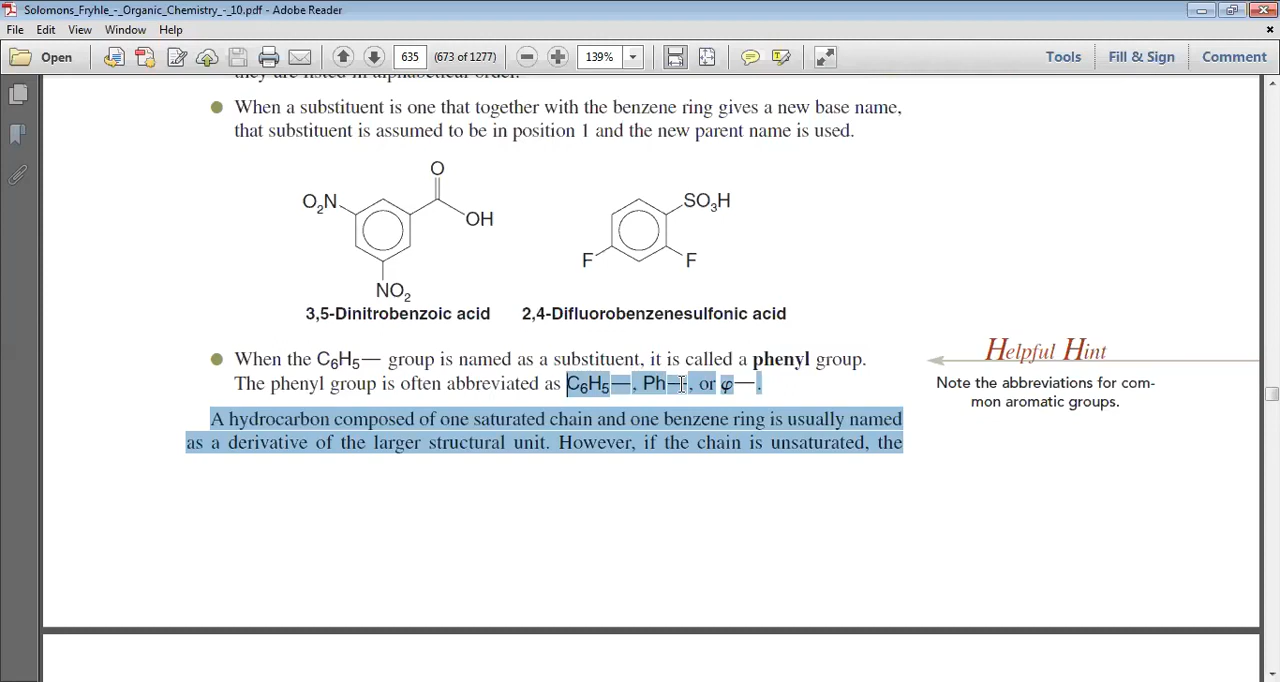 Solomons_Fryhle_-_Organic_Chemistry_-_10.pdf - Adobe Reader
File Edit View Window Help
Open 635 (673 of 1277) 139% Tools Fill & Sign Comment
they are listed in alphabetical order.
When a substituent is one that together with the benzene ring gives a new base name,
that substituent is assumed to be in position 1 and the new parent name is used.
O
O2N
OH
NO2
SO3H
F
F
3,5-Dinitrobenzoic acid
2,4-Difluorobenzenesulfonic acid
When the C6H5— group is named as a substituent, it is called a phenyl group.
The phenyl group is often abbreviated as C6H5—, Ph—, or φ—.
A hydrocarbon composed of one saturated chain and one benzene ring is usually named
as a derivative of the larger structural unit. However, if the chain is unsaturated, the
Helpful Hint
Note the abbreviations for com-
mon aromatic groups.